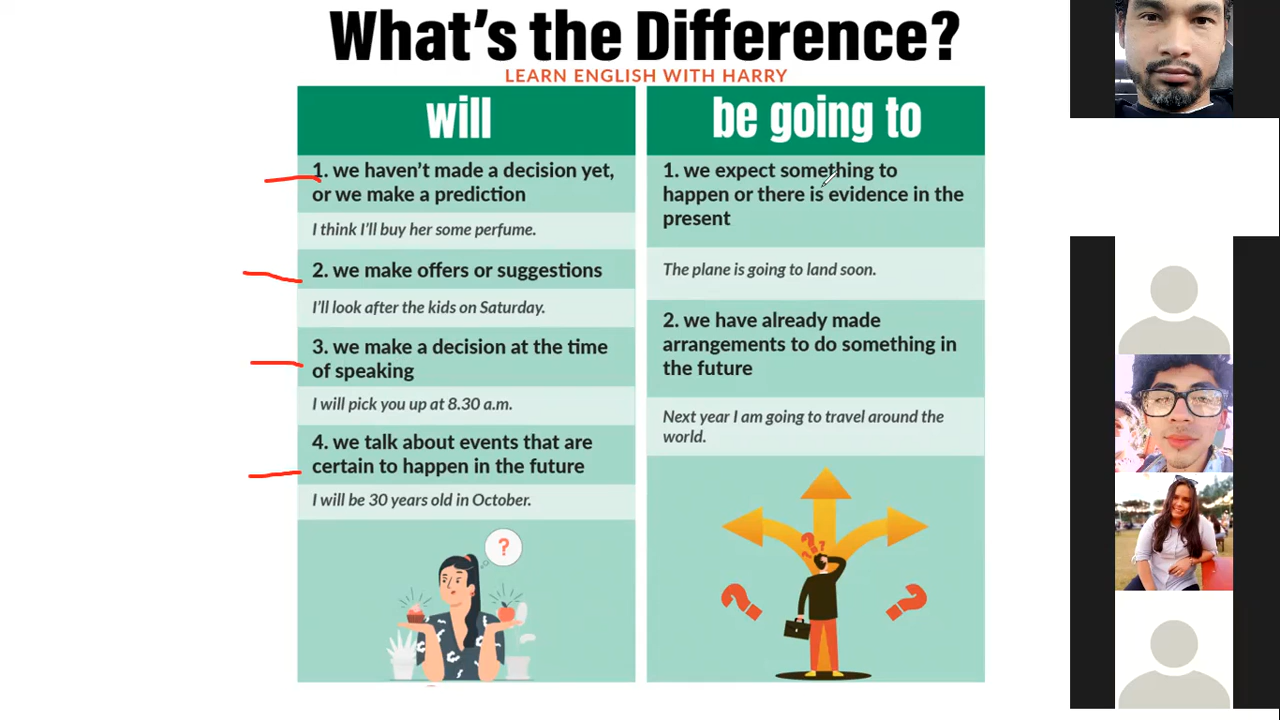 What's the Difference?
LEARN ENGLISH WITH HARRY
will
1. we haven't made a decision yet,
or we make a prediction
I think I'll buy her some perfume.
2. we make offers or suggestions
I'll look after the kids on Saturday.
3. we make a decision at the time
of speaking
I will pick you up at 8.30 a.m.
4. we talk about events that are
certain to happen in the future
I will be 30 years old in October.
?
be going to
1. we expect something to
happen or there is evidence in the
present
The plane is going to land soon.
2. we have already made
arrangements to do something in
the future
Next year I am going to travel around the
world.
? ? ?
? ?